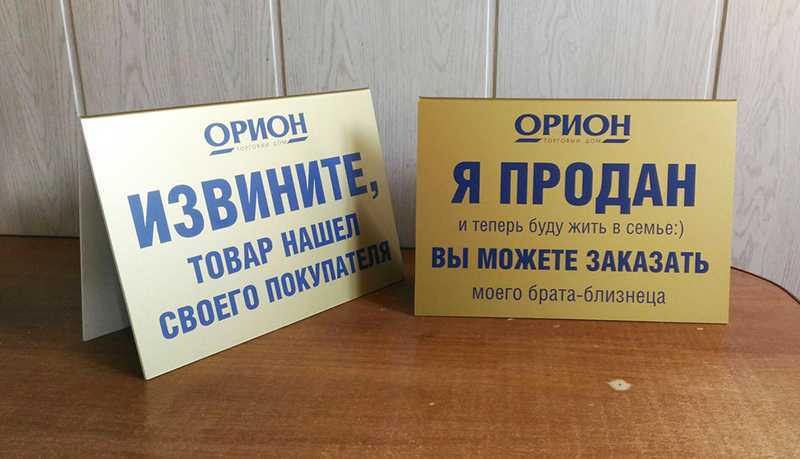 ОРИОН
ТОРГОВЫЙ ДОМ
ИЗВИНИТЕ,
ТОВАР НАШЕЛ
СВОЕГО ПОКУПАТЕЛЯ
ОРИОН
ТОРГОВЫЙ ДОМ
Я ПРОДАН
и теперь буду жить в семье:)
ВЫ МОЖЕТЕ ЗАКАЗАТЬ
моего брата-близнеца